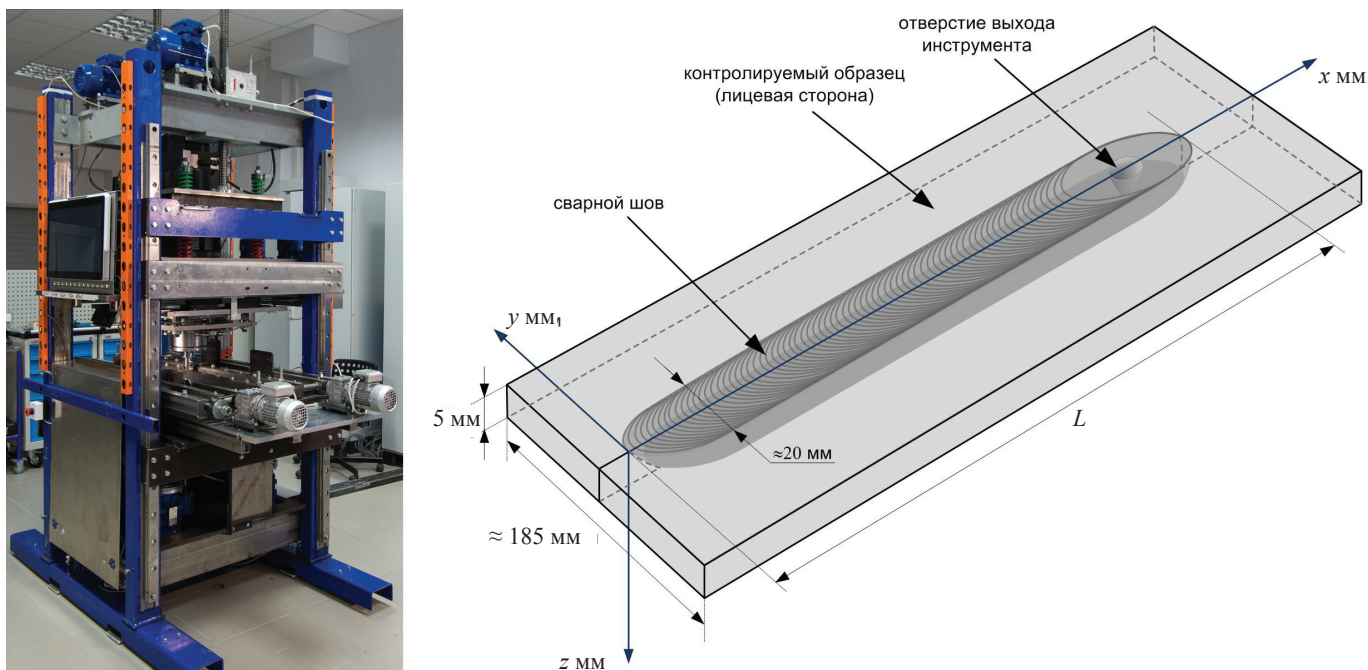 отверстие выхода
инструмента
контролируемый образец
(лицевая сторона)
x мм
сварной шов
y мм
5 мм
≈20 мм
L
≈ 185 мм
z мм